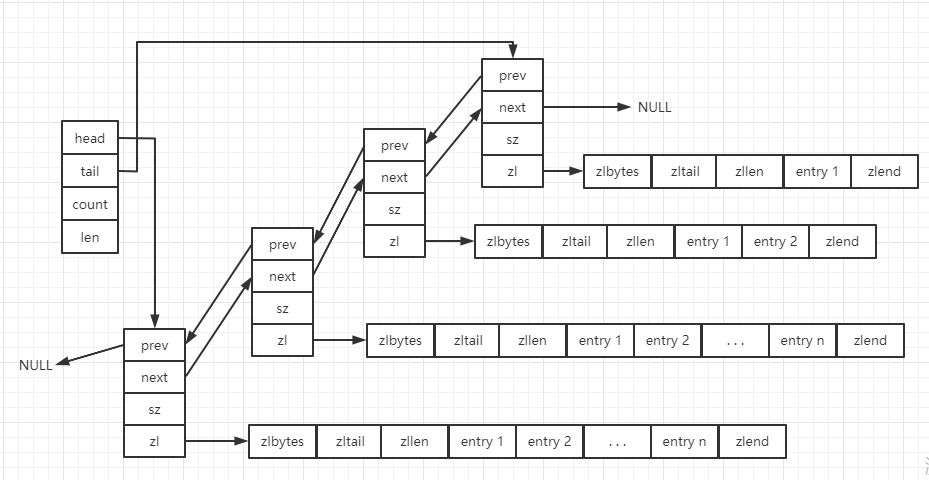 prev
next
NULL
sz
zl
zlbytes zltail zllen entry 1 zlend
head
tail
count
len
prev
next
sz
zl
zlbytes zltail zllen entry 1 entry 2 zlend
prev
next
sz
zl
zlbytes zltail zllen entry 1 entry 2 ... entry n zlend
NULL
prev
next
sz
zl
zlbytes zltail zllen entry 1 entry 2 ... entry n zlend